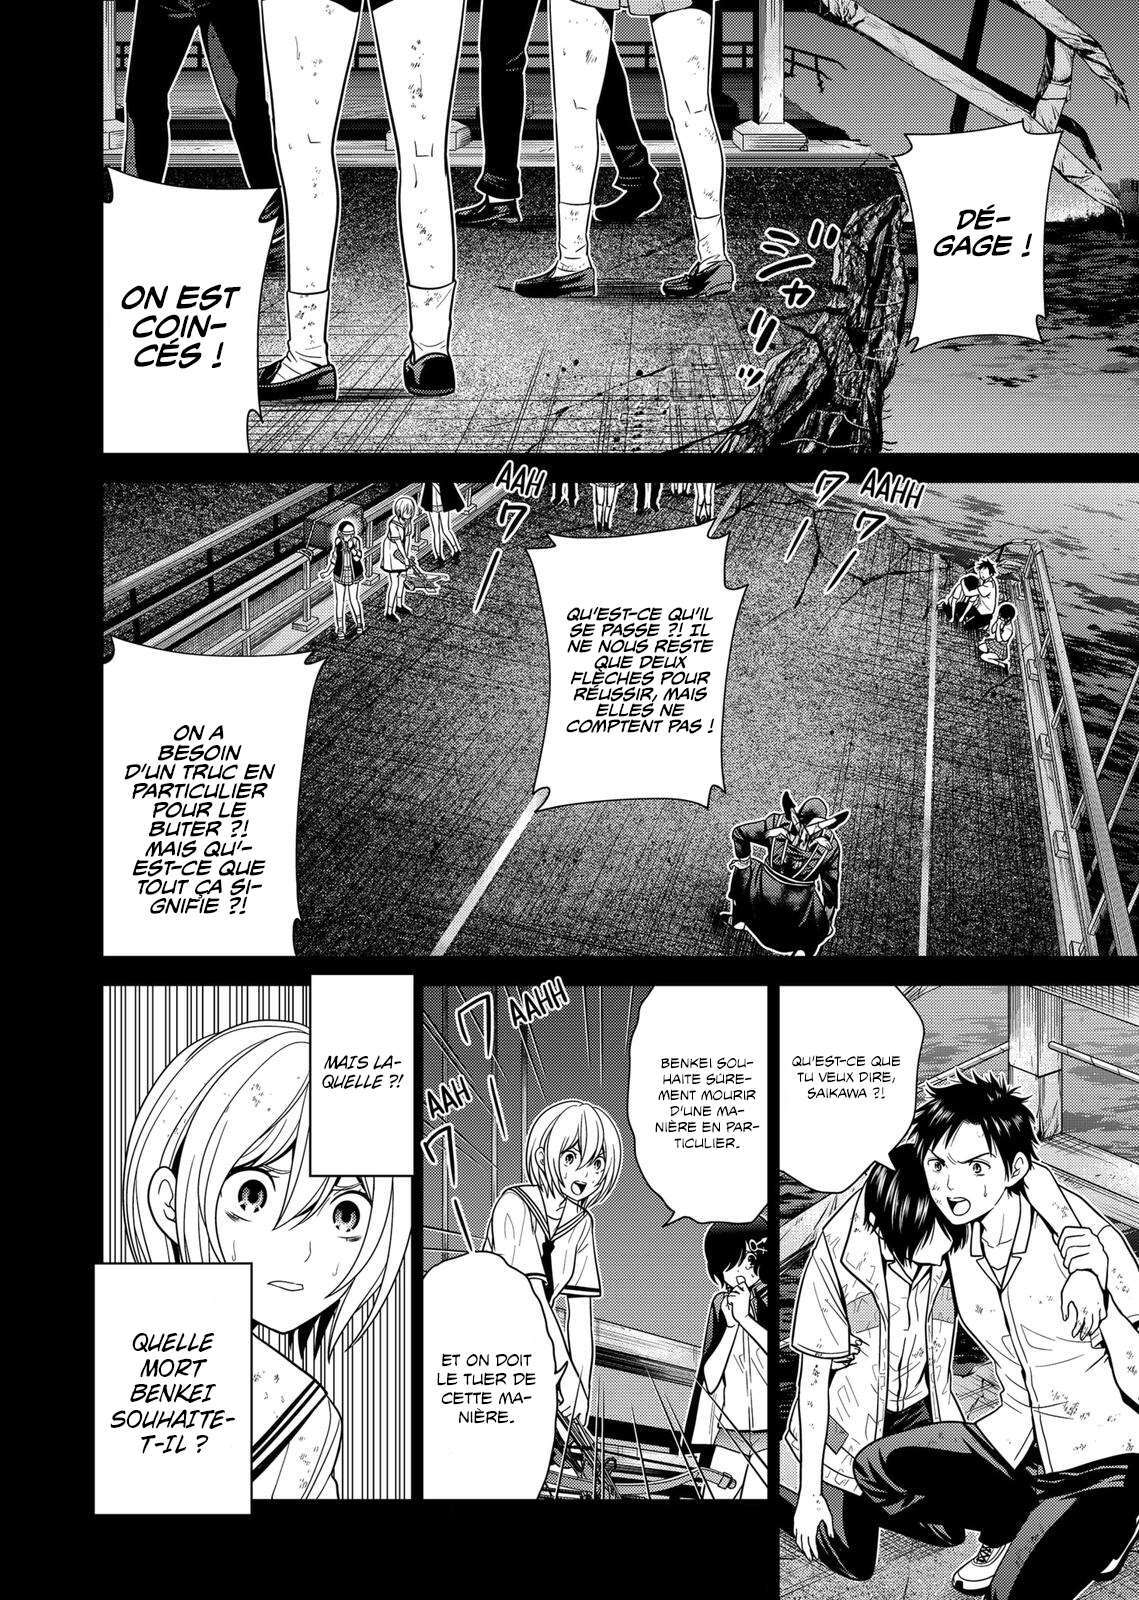 DÉ-
GAGE !
ジャッ
ON EST
COIN-
CÉS !
AAHH
ワ
ワ
AAH
ワ
QU'EST-CE QU'IL
SE PASSE ?! IL
NE NOUS RESTE
QUE DEUX
FLÈCHES POUR
RÉUSSIR, MAIS
ELLES NE
COMPTENT PAS !
ON A
BESOIN
D'UN TRUC EN
PARTICULIER
POUR LE
BUTER ?!
MAIS QU'-
EST-CE QUE
TOUT ÇA SI-
GNIFIE ?!
QU'EST-CE QUE
TU VEUX DIRE,
SAIKAWA ?!
BENKEI SOU-
HAITE SÛRE-
MENT MOURIR
D'UNE MA-
NIÈRE EN PAR-
TICULIER.
AAHH
ワ
AAH
ワ
ET ON DOIT
LE TUER DE
CETTE MA-
NIÈRE.
MAIS LA-
QUELLE ?!
QUELLE
MORT
BENKEI
SOUHAITE-
T-IL ?